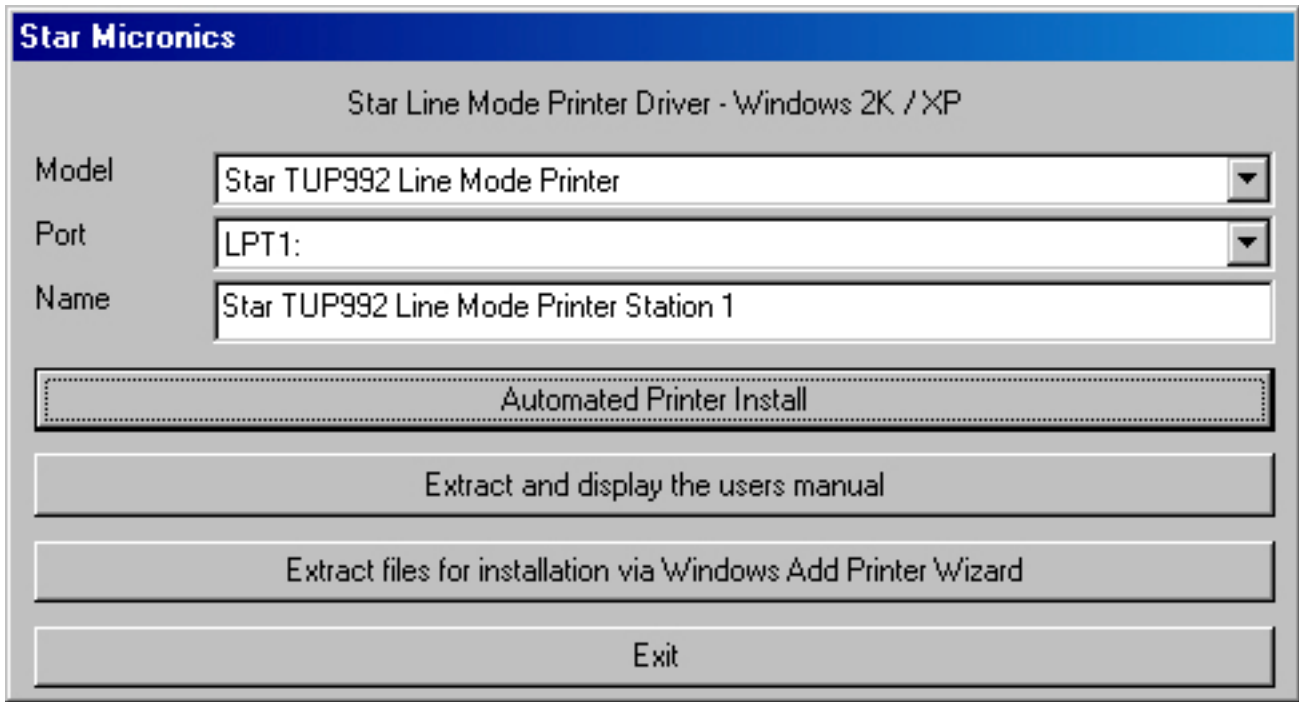 Star Micronics
Star Line Mode Printer Driver - Windows 2K / XP
Model
Star TUP992 Line Mode Printer
Port
LPT1:
Name
Star TUP992 Line Mode Printer Station 1
Automated Printer Install
Extract and display the users manual
Extract files for installation via Windows Add Printer Wizard
Exit